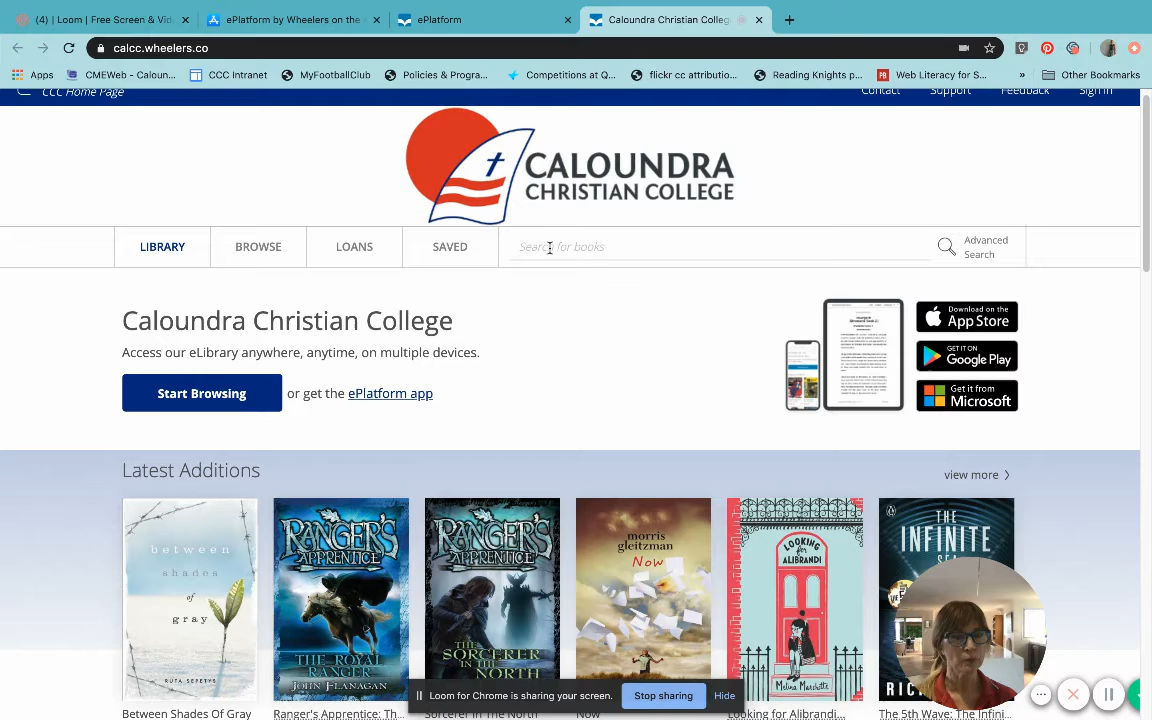 (4) | Loom | Free Screen & Vid
ePlatform by Wheelers on the
ePlatform
Caloundra Christian Colleg
calcc.wheelers.co
Apps
CMEWeb - Caloun...
CCC Intranet
MyFootballClub
Policies & Progra...
Competitions at Q...
flickr cc attributio...
Reading Knights p...
Web Literacy for S...
»
Other Bookmarks
CCC Home Page
Contact
Support
Feedback
Sign In
CALOUNDRA
CHRISTIAN COLLEGE
LIBRARY
BROWSE
LOANS
SAVED
Search for books
Advanced
Search
Caloundra Christian College
Access our eLibrary anywhere, anytime, on multiple devices.
Start Browsing or get the ePlatform app
Download on the
App Store
GET IT ON
Google Play
Get it from
Microsoft
Latest Additions
view more
between
shades
of
gray
RUTA SEPETYS
RANGER'S
APPRENTICE
THE ROYAL
RANGER
JOHN FLANAGAN
RANGER'S
APPRENTICE
THE
SORCERER
IN THE
NORTH
morris
gleitzman
Now
LOOKING
for
ALIBRANDI
Melina Marchetta
THE
INFINITE
SEA
RIC
Loom for Chrome is sharing your screen.
Stop sharing
Hide
Between Shades Of Gray
Ranger's Apprentice: Th...
Sorcerer In The North
Now
Looking for Alibrandi...
The 5th Wave: The Infini...